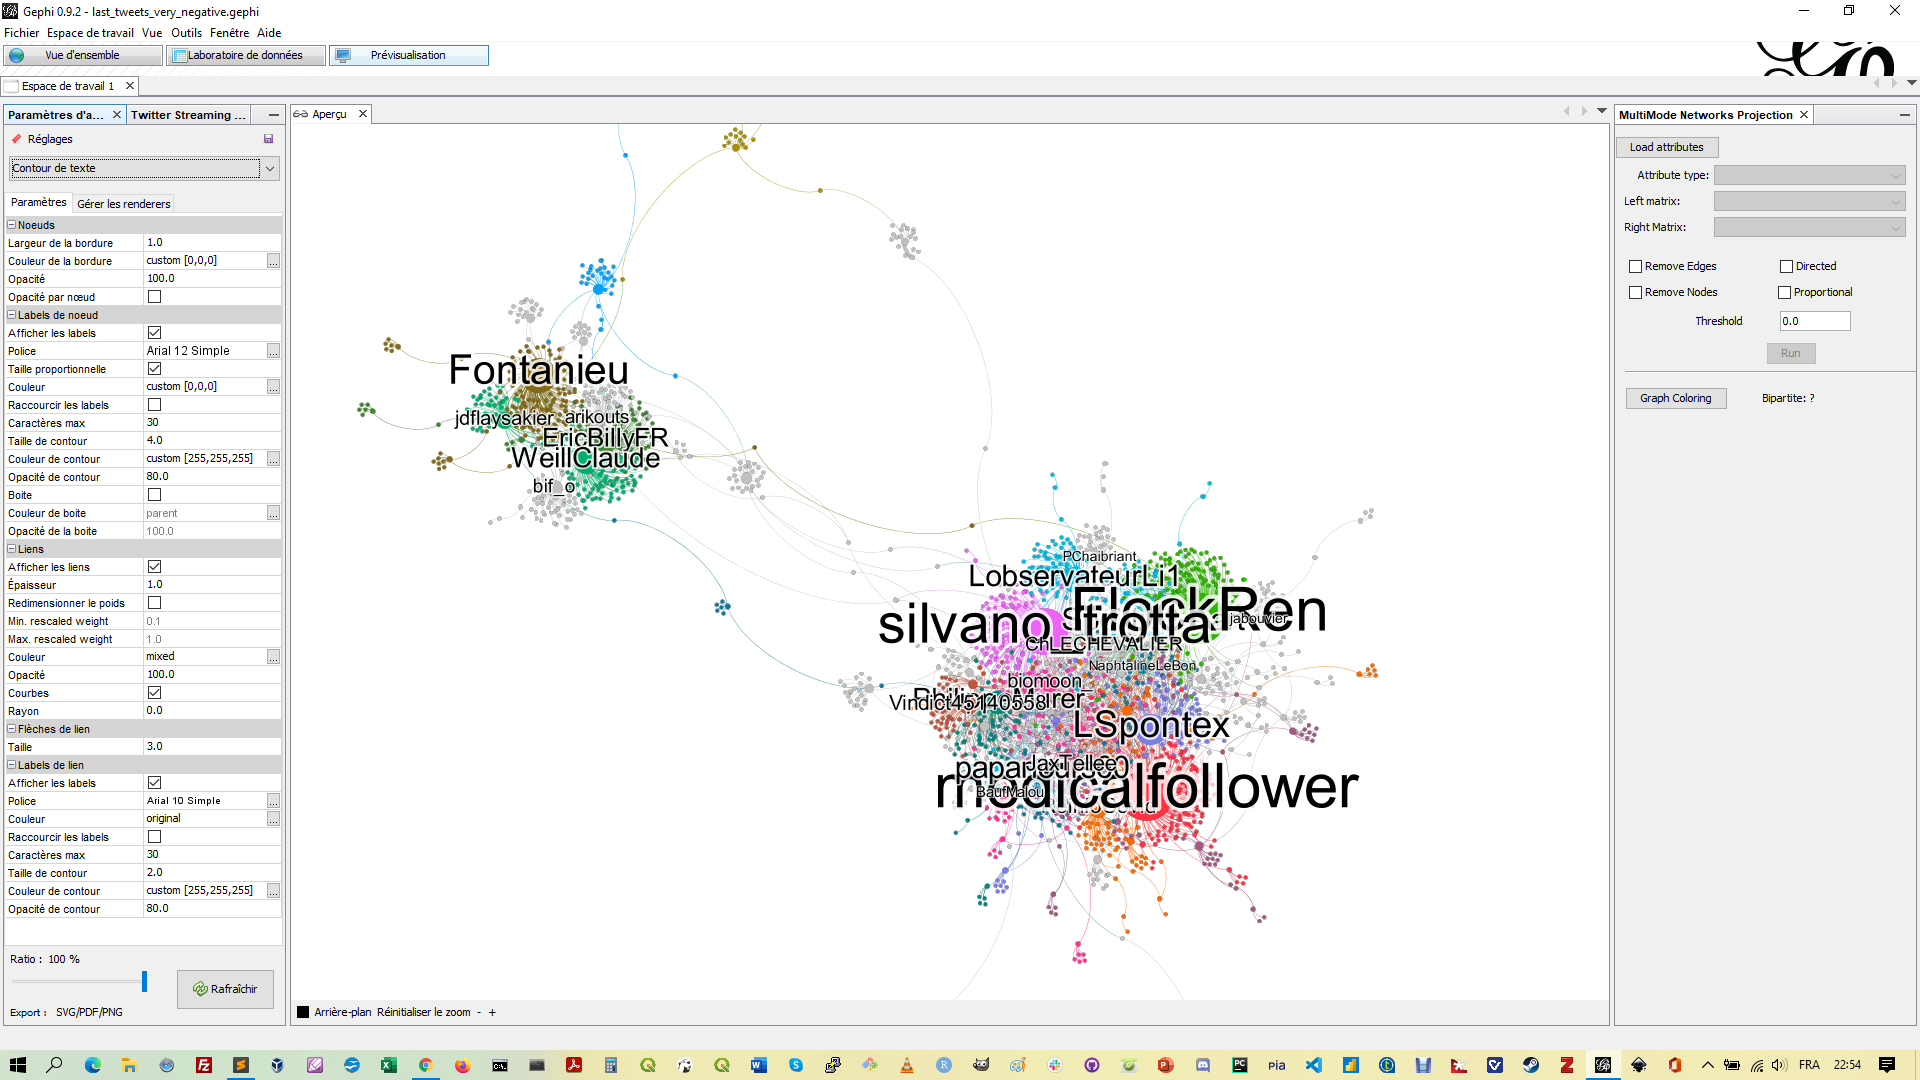 Gephi 0.9.2 - last_tweets_very_negative.gephi
Fichier Espace de travail Vue Outils Fenêtre Aide
Vue d'ensemble Laboratoire de données Prévisualisation
Espace de travail 1
Paramètres d'a... Twitter Streaming ...
Réglages
Contour de texte
Paramètres Gérer les renderers
Noeuds
Largeur de la bordure 1.0
Couleur de la bordure custom [0,0,0] ...
Opacité 100.0
Opacité par nœud
Labels de noeud
Afficher les labels
Police Arial 12 Simple ...
Taille proportionnelle
Couleur custom [0,0,0] ...
Raccourcir les labels
Caractères max 30
Taille de contour 4.0
Couleur de contour custom [255,255,255] ...
Opacité de contour 80.0
Boite
Couleur de boite parent ...
Opacité de la boite 100.0
Liens
Afficher les liens
Épaisseur 1.0
Redimensionner le poids
Min. rescaled weight 0.1
Max. rescaled weight 1.0
Couleur mixed ...
Opacité 100.0
Courbes
Rayon 0.0
Flèches de lien
Taille 3.0
Labels de lien
Afficher les labels
Police Arial 10 Simple ...
Couleur original ...
Raccourcir les labels
Caractères max 30
Taille de contour 2.0
Couleur de contour custom [255,255,255] ...
Opacité de contour 80.0
Ratio : 100 %
Rafraîchir
Export : SVG/PDF/PNG
Aperçu
Fontanieu
jdflaysakier arikouts
EricBillyFR
WeillClaude
bif_o
PChaibriant
LobservateurLi1
FlockRen
silvano_trotta
jabouvier
ChLECHEVALIER
NaphtalineLeBon
biomoon_
Vindict45140558
LSpontex
JaxTellee
medicalfollower
BaufMalou
Arrière-plan Réinitialiser le zoom - +
MultiMode Networks Projection
Load attributes
Attribute type:
Left matrix:
Right Matrix:
Remove Edges Directed
Remove Nodes Proportional
Threshold 0.0
Run
Graph Coloring Bipartite: ?
pia
FRA 22:54